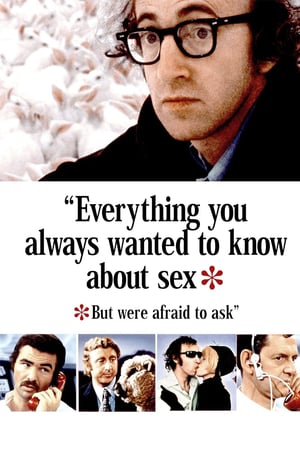 “Everything you
always wanted to know
about sex*
*But were afraid to ask”